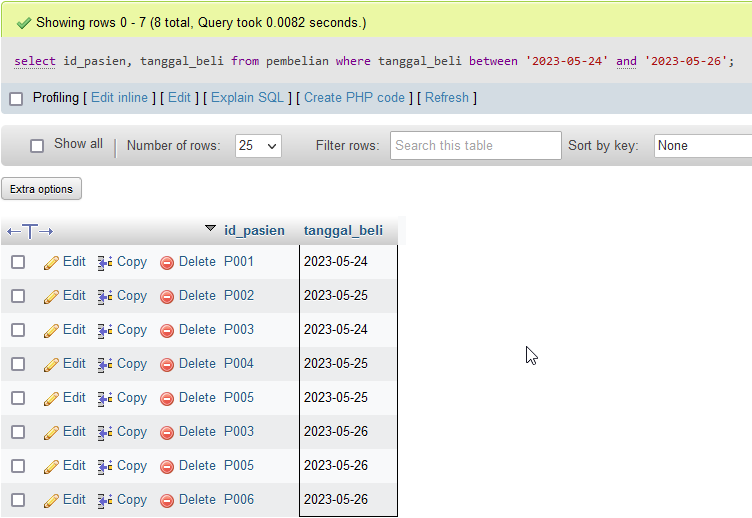 Showing rows 0 - 7 (8 total, Query took 0.0082 seconds.)
select id_pasien, tanggal_beli from pembelian where tanggal_beli between '2023-05-24' and '2023-05-26';
Profiling [ Edit inline ] [ Edit ] [ Explain SQL ] [ Create PHP code ] [ Refresh ]
Show all Number of rows: 25 Filter rows: Search this table Sort by key: None
Extra options
id_pasien tanggal_beli
Edit Copy Delete P001 2023-05-24
Edit Copy Delete P002 2023-05-25
Edit Copy Delete P003 2023-05-24
Edit Copy Delete P004 2023-05-25
Edit Copy Delete P005 2023-05-25
Edit Copy Delete P003 2023-05-26
Edit Copy Delete P005 2023-05-26
Edit Copy Delete P006 2023-05-26